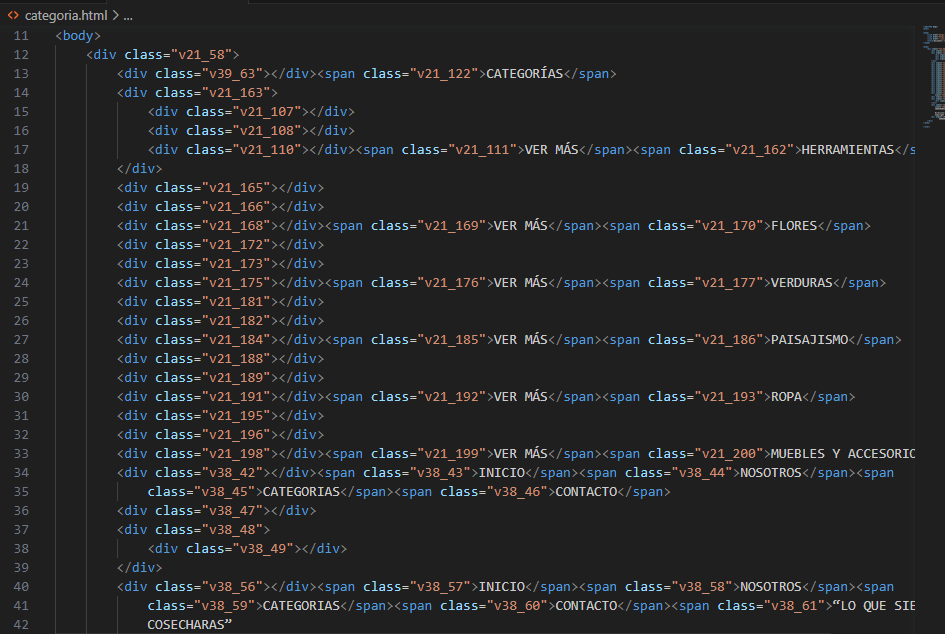 categoria.html > ...
11 <body>
12 <div class="v21_58">
13 <div class="v39_63"></div><span class="v21_122">CATEGORÍAS</span>
14 <div class="v21_163">
15 <div class="v21_107"></div>
16 <div class="v21_108"></div>
17 <div class="v21_110"></div><span class="v21_111">VER MÁS</span><span class="v21_162">HERRAMIENTAS</s
18 </div>
19 <div class="v21_165"></div>
20 <div class="v21_166"></div>
21 <div class="v21_168"></div><span class="v21_169">VER MÁS</span><span class="v21_170">FLORES</span>
22 <div class="v21_172"></div>
23 <div class="v21_173"></div>
24 <div class="v21_175"></div><span class="v21_176">VER MÁS</span><span class="v21_177">VERDURAS</span>
25 <div class="v21_181"></div>
26 <div class="v21_182"></div>
27 <div class="v21_184"></div><span class="v21_185">VER MÁS</span><span class="v21_186">PAISAJISMO</span>
28 <div class="v21_188"></div>
29 <div class="v21_189"></div>
30 <div class="v21_191"></div><span class="v21_192">VER MÁS</span><span class="v21_193">ROPA</span>
31 <div class="v21_195"></div>
32 <div class="v21_196"></div>
33 <div class="v21_198"></div><span class="v21_199">VER MÁS</span><span class="v21_200">MUEBLES Y ACCESORIO
34 <div class="v38_42"></div><span class="v38_43">INICIO</span><span class="v38_44">NOSOTROS</span><span
35 class="v38_45">CATEGORIAS</span><span class="v38_46">CONTACTO</span>
36 <div class="v38_47"></div>
37 <div class="v38_48">
38 <div class="v38_49"></div>
39 </div>
40 <div class="v38_56"></div><span class="v38_57">INICIO</span><span class="v38_58">NOSOTROS</span><span
41 class="v38_59">CATEGORIAS</span><span class="v38_60">CONTACTO</span><span class="v38_61">“LO QUE SIE
42 COSECHARAS”